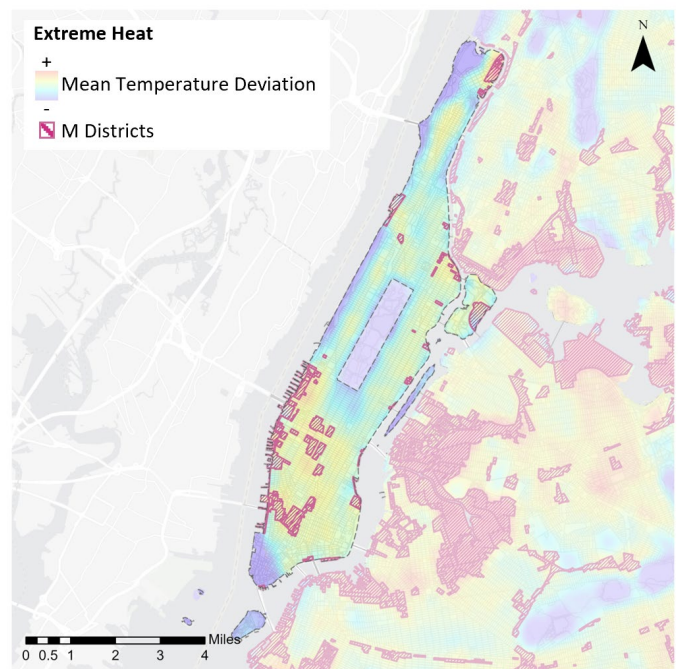 Extreme Heat
+
Mean Temperature Deviation
-
M Districts
N
Miles
0 0.5 1 2 3 4